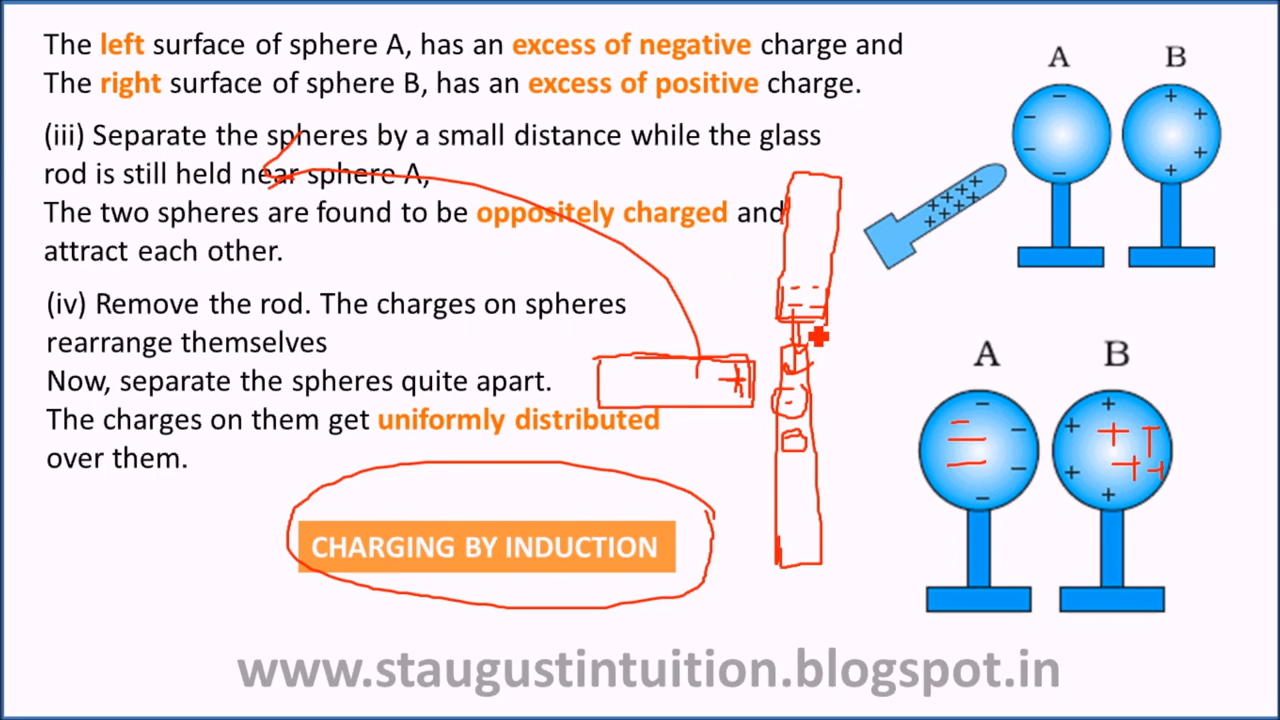 The left surface of sphere A, has an excess of negative charge and
The right surface of sphere B, has an excess of positive charge.
(iii) Separate the spheres by a small distance while the glass
rod is still held near sphere A,
The two spheres are found to be oppositely charged and
attract each other.
(iv) Remove the rod. The charges on spheres
rearrange themselves
Now, separate the spheres quite apart.
The charges on them get uniformly distributed
over them.
CHARGING BY INDUCTION
A B
A B
www.staugustintuition.blogspot.in